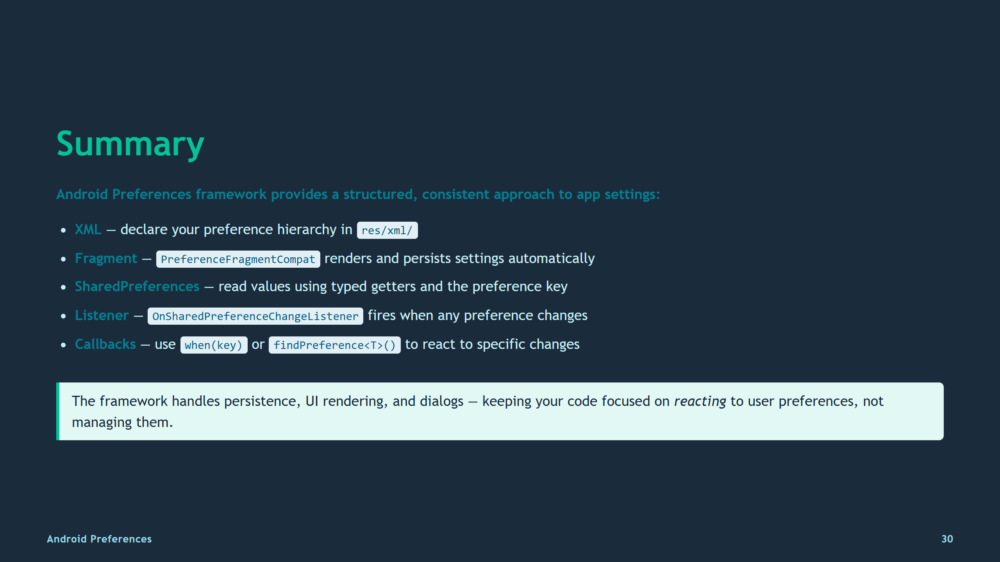 Summary
Android Preferences framework provides a structured, consistent approach to app settings:
• XML — declare your preference hierarchy in res/xml/
• Fragment — PreferenceFragmentCompat renders and persists settings automatically
• SharedPreferences — read values using typed getters and the preference key
• Listener — OnSharedPreferenceChangeListener fires when any preference changes
• Callbacks — use when(key) or findPreference<T>() to react to specific changes
The framework handles persistence, UI rendering, and dialogs — keeping your code focused on reacting to user preferences, not
managing them.
Android Preferences
30